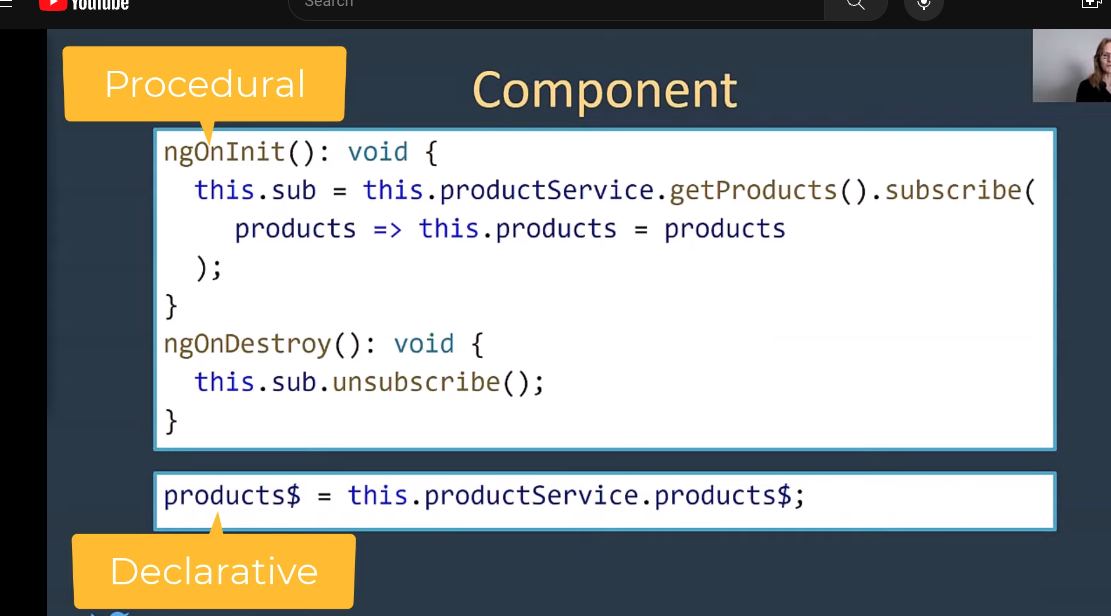 YouTube
Search
Procedural
Component
ngOnInit(): void {
this.sub = this.productService.getProducts().subscribe(
products => this.products = products
);
}
ngOnDestroy(): void {
this.sub.unsubscribe();
}
products$ = this.productService.products$;
Declarative